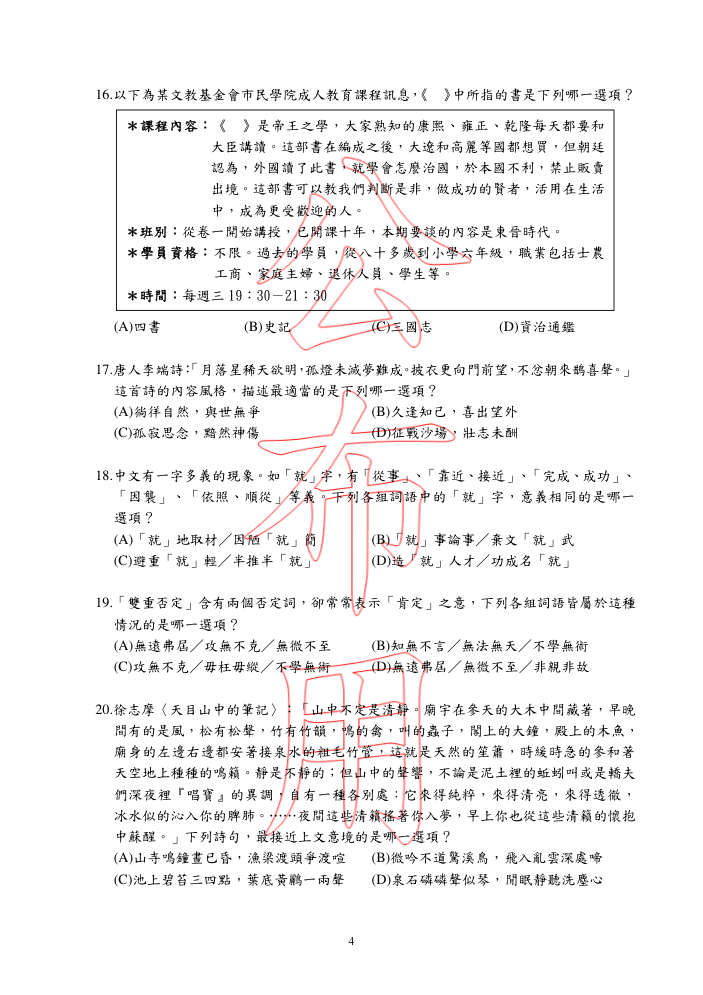 16.以下為某文教基金會市民學院成人教育課程訊息，《　》中所指的書是下列哪一選項？
＊課程內容：《　》是帝王之學，大家熟知的康熙、雍正、乾隆每天都要和
大臣講讀。這部書在編成之後，大遼和高麗等國都想買，但朝廷
認為，外國讀了此書，就學會怎麼治國，於本國不利，禁止販賣
出境。這部書可以教我們判斷是非，做成功的賢者，活用在生活
中，成為更受歡迎的人。
＊班別：從卷一開始講授，已開課十年，本期要談的內容是東晉時代。
＊學員資格：不限。過去的學員，從八十多歲到小學六年級，職業包括士農
工商、家庭主婦、退休人員、學生等。
＊時間：每週三 19：30－21：30
(A)四書 (B)史記 (C)三國志 (D)資治通鑑
17.唐人李端詩：「月落星稀天欲明，孤燈未滅夢難成。披衣更向門前望，不忿朝來鵲喜聲。」
這首詩的內容風格，描述最適當的是下列哪一選項？
(A)徜徉自然，與世無爭 (B)久逢知己，喜出望外
(C)孤寂思念，黯然神傷 (D)征戰沙場，壯志未酬
18.中文有一字多義的現象。如「就」字，有「從事」、「靠近、接近」、「完成、成功」、
「因襲」、「依照、順從」等義。下列各組詞語中的「就」字，意義相同的是哪一
選項？
(A)「就」地取材／因陋「就」簡 (B)「就」事論事／棄文「就」武
(C)避重「就」輕／半推半「就」 (D)造「就」人才／功成名「就」
19.「雙重否定」含有兩個否定詞，卻常常表示「肯定」之意，下列各組詞語皆屬於這種
情況的是哪一選項？
(A)無遠弗屆／攻無不克／無微不至 (B)知無不言／無法無天／不學無術
(C)攻無不克／毋枉毋縱／不學無術 (D)無遠弗屆／無微不至／非親非故
20.徐志摩〈天目山中的筆記〉：「山中不定是清靜。廟宇在參天的大木中間藏著，早晚
間有的是風，松有松聲，竹有竹韻，鳴的禽，叫的蟲子，閣上的大鐘，殿上的木魚，
廟身的左邊右邊都安著接泉水的粗毛竹管，這就是天然的笙簫，時緩時急的參和著
天空地上種種的鳴籟。靜是不靜的；但山中的聲響，不論是泥土裡的蚯蚓叫或是轎夫
們深夜裡『唱寶』的異調，自有一種各別處：它來得純粹，來得清亮，來得透徹，
冰水似的沁入你的脾肺。⋯⋯夜間這些清籟搖著你入夢，早上你也從這些清籟的懷抱
中蘇醒。」下列詩句，最接近上文意境的是哪一選項？
(A)山寺鳴鐘晝已昏，漁梁渡頭爭渡喧 (B)微吟不道驚溪鳥，飛入亂雲深處啼
(C)池上碧苔三四點，葉底黃鸝一兩聲 (D)泉石磷磷聲似琴，閒眠靜聽洗塵心
公布用
4